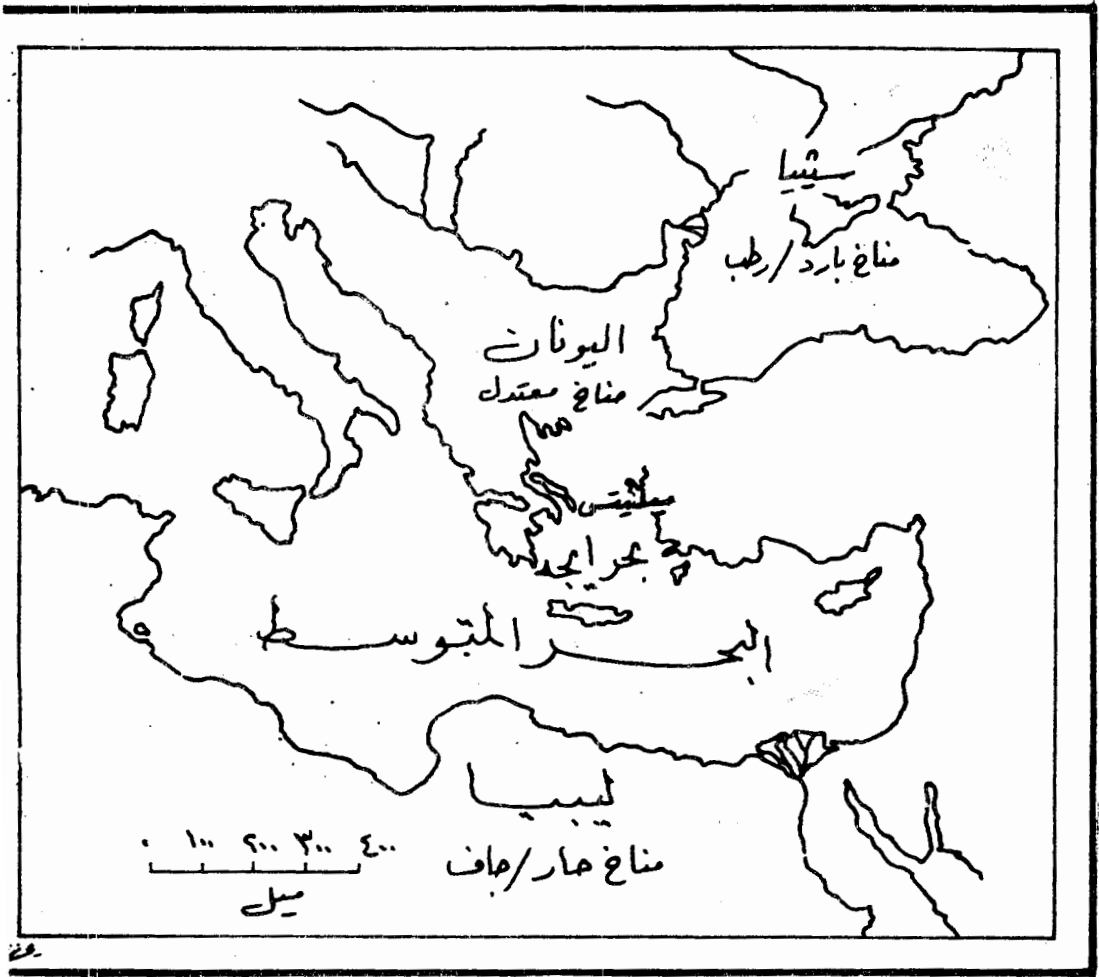 سيثيا
مناخ بارد/رطب
اليونان
مناخ معتدل
بحر ايجه
البحر المتوسط
ليبيا
مناخ حار/جاف
٠ ١٠٠ ٢٠٠ ٣٠٠ ٤٠٠
ميل